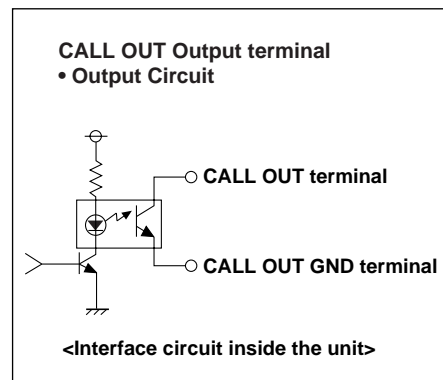 CALL OUT Output terminal
• Output Circuit
CALL OUT terminal
CALL OUT GND terminal
<Interface circuit inside the unit>